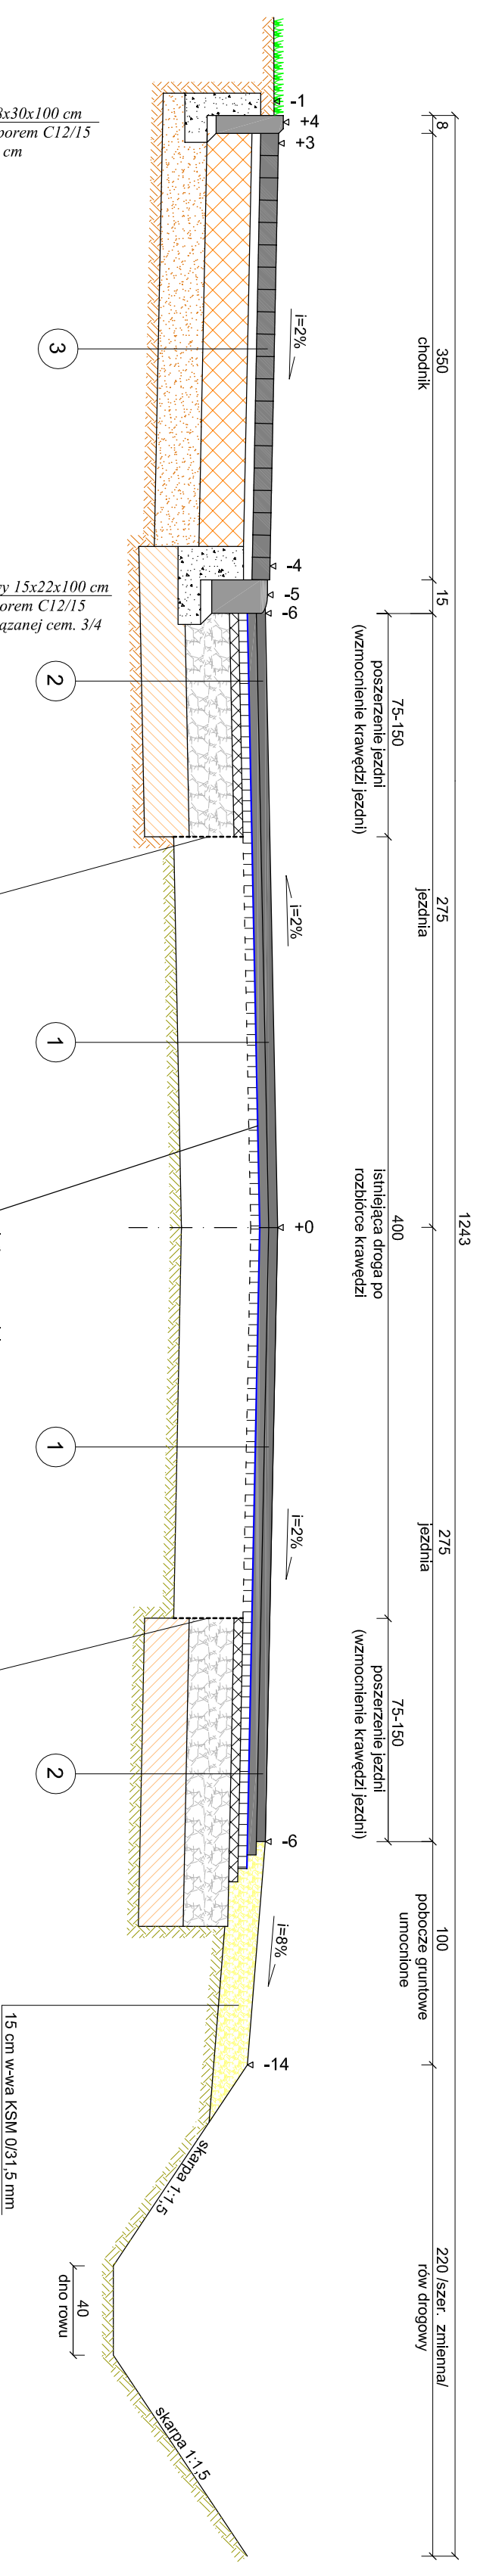 1243
8
350
chodnik
15
275
jezdnia
275
jezdnia
100
pobocze gruntowe
umocnione
220 /szer. zmienna/
rów drogowy
75-150
poszerzenie jezdni
(wzmocnienie krawędzi jezdni)
400
istniejąca droga po
rozbiórce krawędzi
75-150
poszerzenie jezdni
(wzmocnienie krawędzi jezdni)
-1
+4
+3
i=2%
-4
-5
-6
i=2%
+0
i=2%
-6
i=8%
-14
skarpa 1:1,5
40
dno rowu
skarpa 1:1,5
3
2
1
1
2
8x30x100 cm
porem C12/15
cm
y 15x22x100 cm
orem C12/15
ązanej cem. 3/4
15 cm w-wa KSM 0/31,5 mm